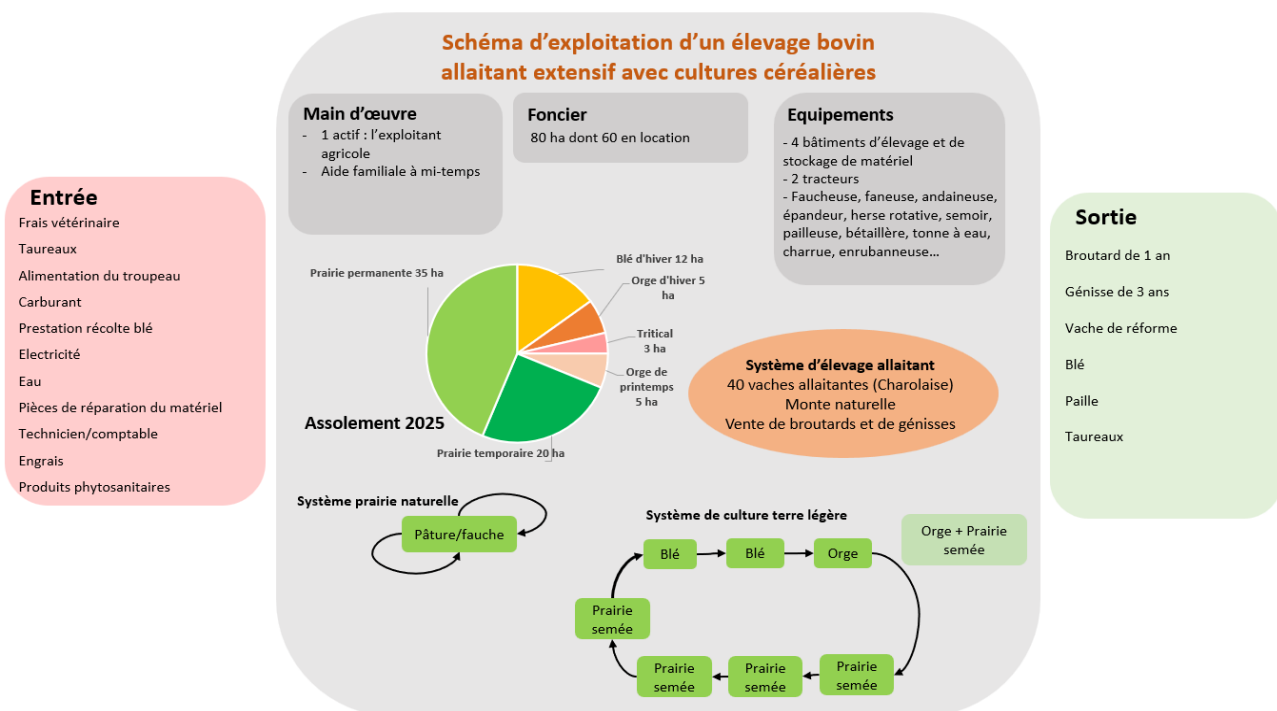 Schéma d’exploitation d’un élevage bovin
allaitant extensif avec cultures céréalières
Main d’œuvre
- 1 actif : l’exploitant
agricole
- Aide familiale à mi-temps
Foncier
80 ha dont 60 en location
Equipements
- 4 bâtiments d’élevage et de
stockage de matériel
- 2 tracteurs
- Faucheuse, faneuse, andaineuse,
épandeur, herse rotative, semoir,
pailleuse, bétaillère, tonne à eau,
charrue, enrubanneuse…
Entrée
Frais vétérinaire
Taureaux
Alimentation du troupeau
Carburant
Prestation récolte blé
Electricité
Eau
Pièces de réparation du matériel
Technicien/comptable
Engrais
Produits phytosanitaires
Prairie permanente 35 ha
Blé d'hiver 12 ha
Orge d'hiver 5
ha
Tritical
3 ha
Orge de
printemps
5 ha
Prairie temporaire 20 ha
Assolement 2025
Système d’élevage allaitant
40 vaches allaitantes (Charolaise)
Monte naturelle
Vente de broutards et de génisses
Sortie
Broutard de 1 an
Génisse de 3 ans
Vache de réforme
Blé
Paille
Taureaux
Système prairie naturelle
Pâture/fauche
Système de culture terre légère
Blé
Blé
Orge
Orge + Prairie
semée
Prairie
semée
Prairie
semée
Prairie
semée
Prairie
semée